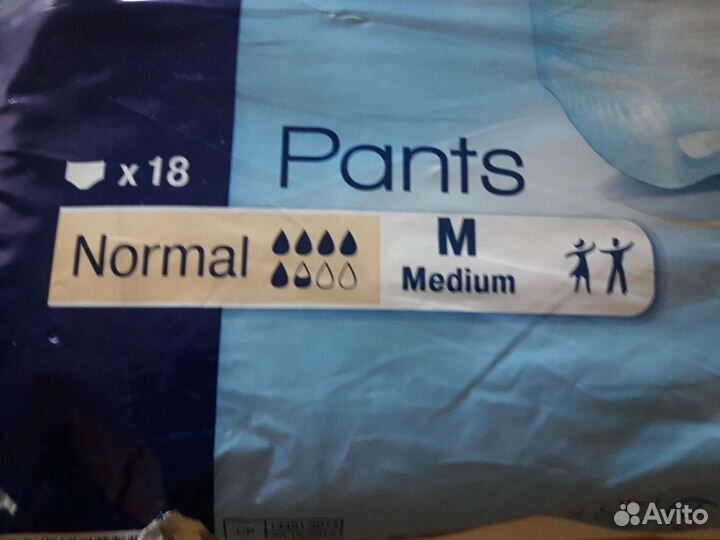 Pants
x 18
Normal
M
Medium
Avito